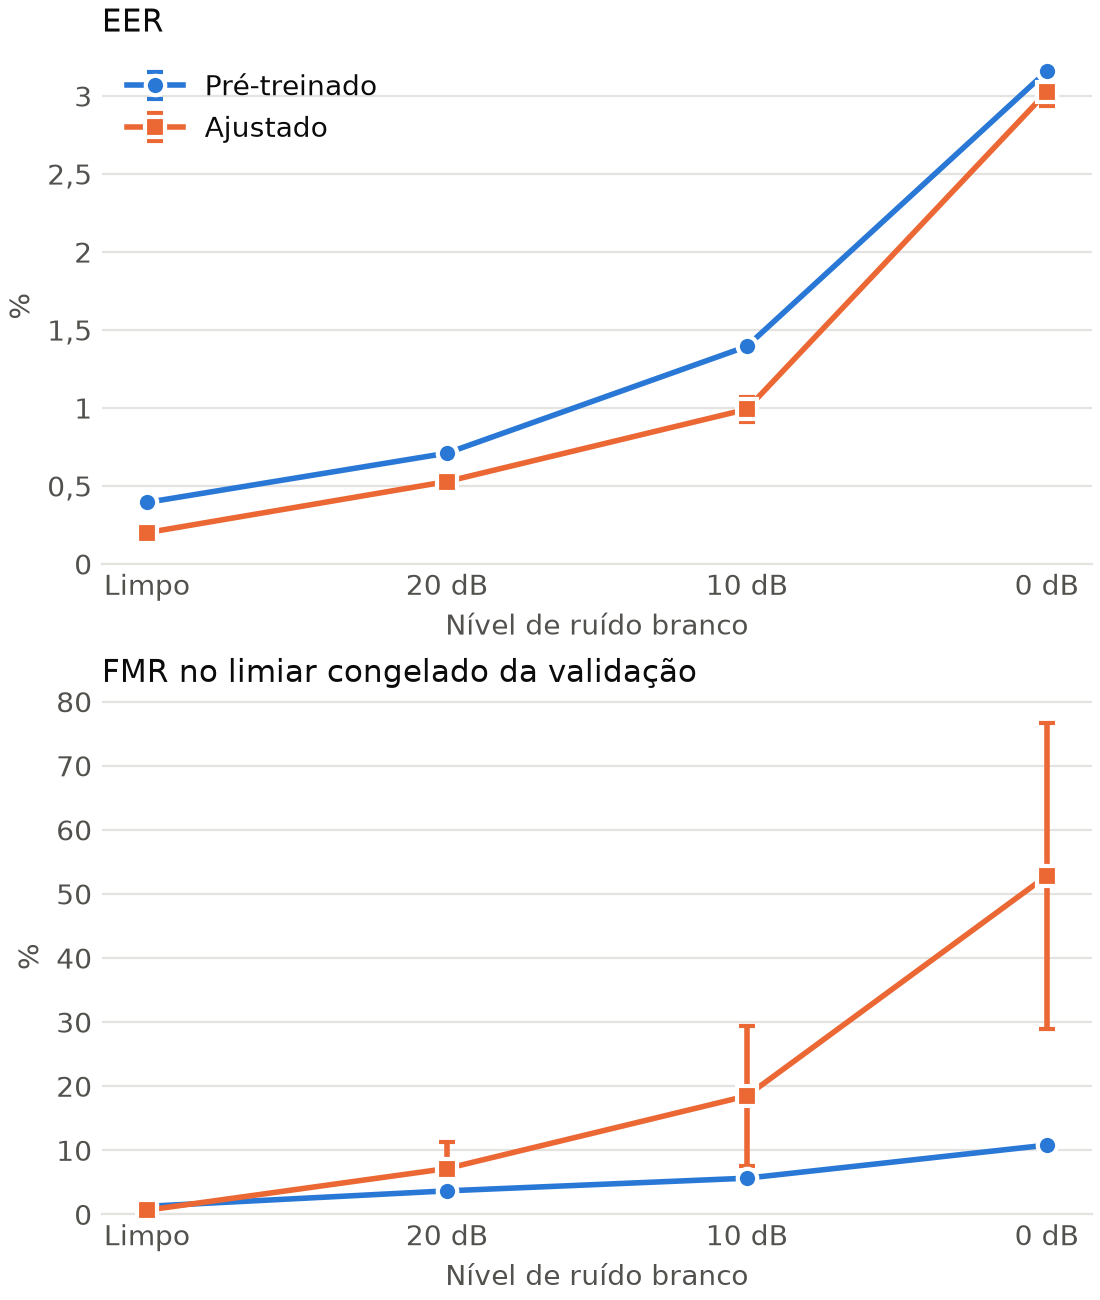 EER
Pré-treinado
Ajustado
3
2,5
2
1,5
1
0,5
0
%
Limpo 20 dB 10 dB 0 dB
Nível de ruído branco
FMR no limiar congelado da validação
80
70
60
50
40
30
20
10
0
%
Limpo 20 dB 10 dB 0 dB
Nível de ruído branco